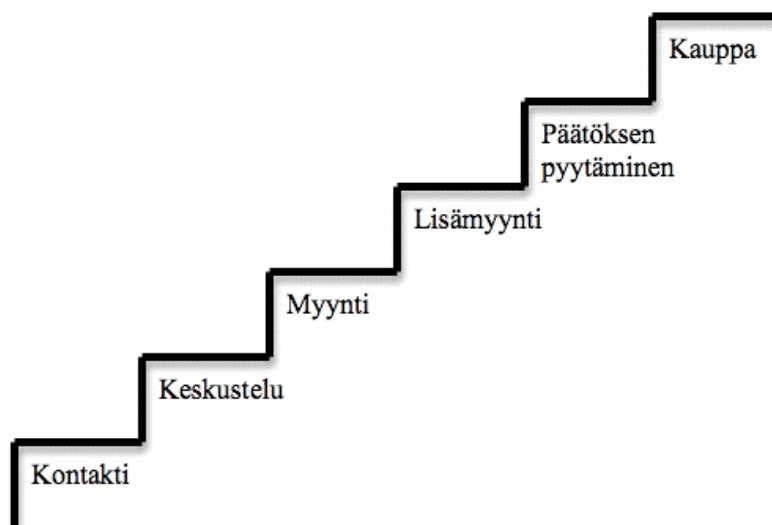 Kauppa
Päätöksen
pyytäminen
Lisämyynti
Myynti
Keskustelu
Kontakti